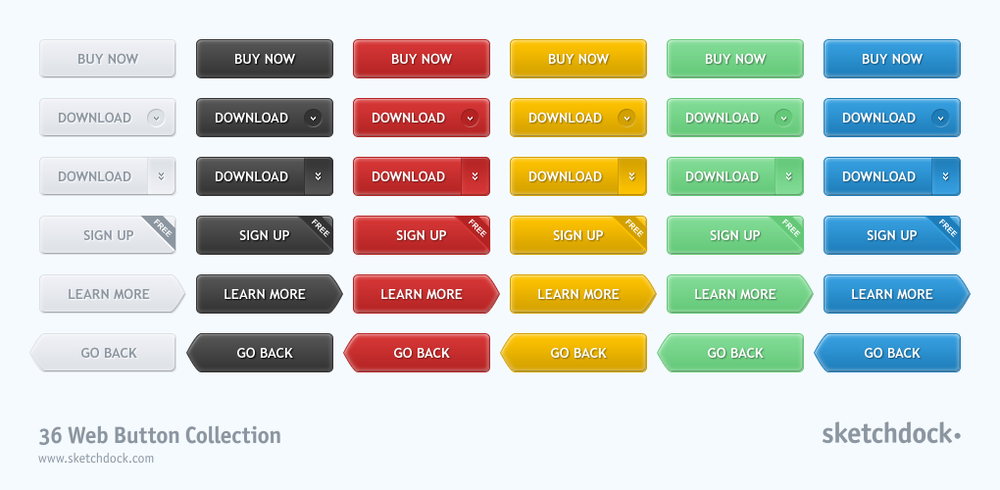 BUY NOW BUY NOW BUY NOW BUY NOW BUY NOW BUY NOW
DOWNLOAD DOWNLOAD DOWNLOAD DOWNLOAD DOWNLOAD DOWNLOAD
DOWNLOAD DOWNLOAD DOWNLOAD DOWNLOAD DOWNLOAD DOWNLOAD
SIGN UP FREE SIGN UP FREE SIGN UP FREE SIGN UP FREE SIGN UP FREE SIGN UP FREE
LEARN MORE LEARN MORE LEARN MORE LEARN MORE LEARN MORE LEARN MORE
GO BACK GO BACK GO BACK GO BACK GO BACK GO BACK
36 Web Button Collection
www.sketchdock.com
sketchdock•